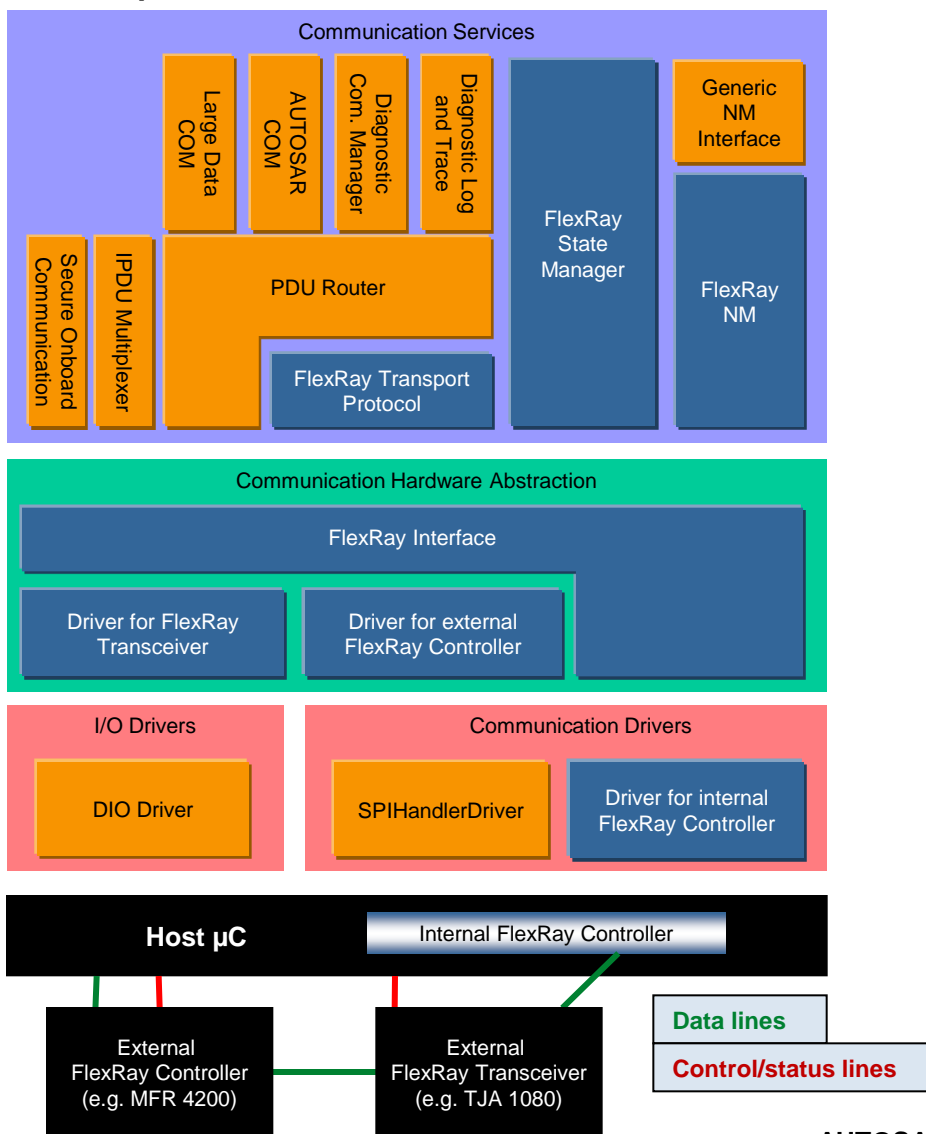 Communication Services
Large Data
COM
AUTOSAR
COM
Diagnostic
Com. Manager
Diagnostic Log
and Trace
FlexRay
State
Manager
Generic
NM
Interface
FlexRay
NM
Secure Onboard
Communication
IPDU Multiplexer
PDU Router
FlexRay Transport
Protocol
Communication Hardware Abstraction
FlexRay Interface
Driver for FlexRay
Transceiver
Driver for external
FlexRay Controller
I/O Drivers
DIO Driver
Communication Drivers
SPIHandlerDriver
Driver for internal
FlexRay Controller
Host µC
Internal FlexRay Controller
External
FlexRay Controller
(e.g. MFR 4200)
External
FlexRay Transceiver
(e.g. TJA 1080)
Data lines
Control/status lines